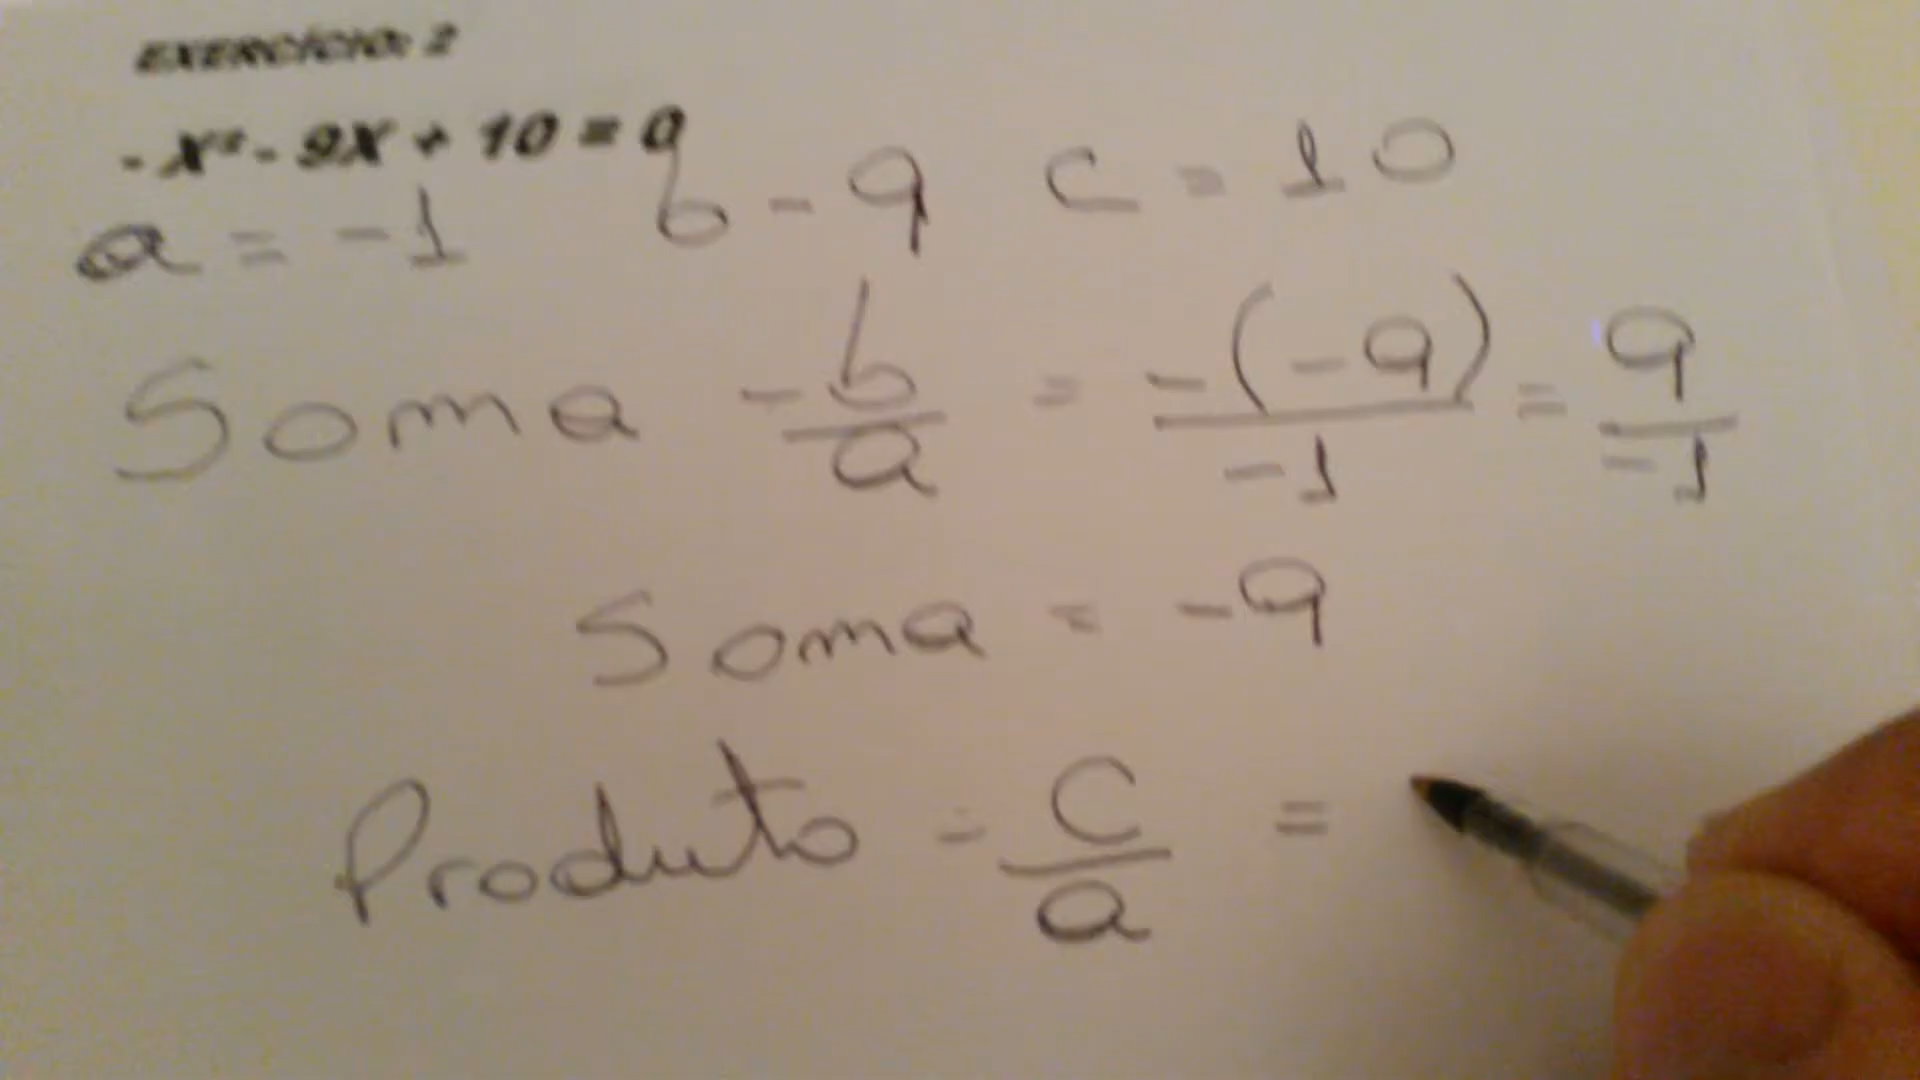 EXERCÍCIO: 2
- X² - 9X + 10 = 0
a = -1 b - 9 c = 10
Soma -b/a = -(-9)/-1 = 9/-1
Soma = -9
Produto - C/a =